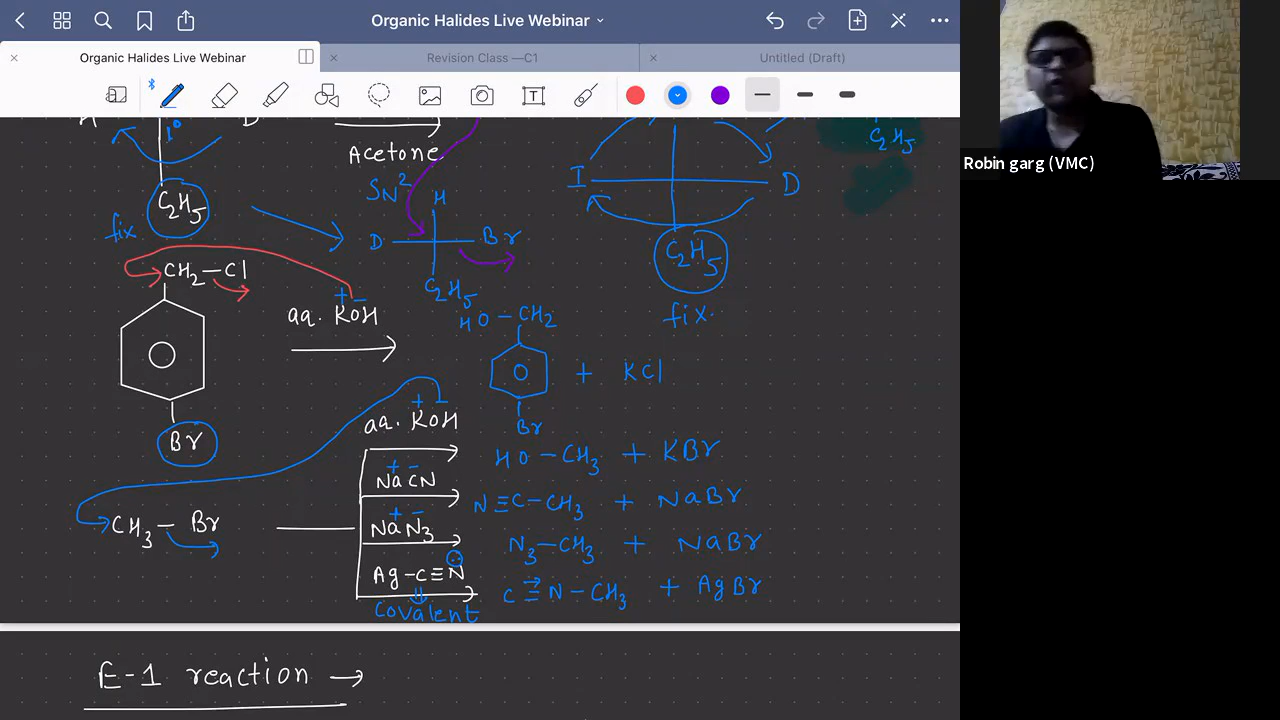 Organic Halides Live Webinar
Organic Halides Live Webinar
Revision Class —C1
Untitled (Draft)
T
Robin garg (VMC)
1°
Acetone
C2H5
fix
SN2
H
D
Br
C2H5
C2H5
I
D
C2H5
fix.
CH2—Cl
Br
+ −
aq. KOH
HO—CH2
Br
+ KCl
CH3—Br
+ −
aq. KOH
HO—CH3 + KBr
+ −
NaCN
N≡C—CH3 + NaBr
+ −
NaN3
N3—CH3 + NaBr
Ag—C≡N
C≡N—CH3 + AgBr
Covalent
E-1 reaction →